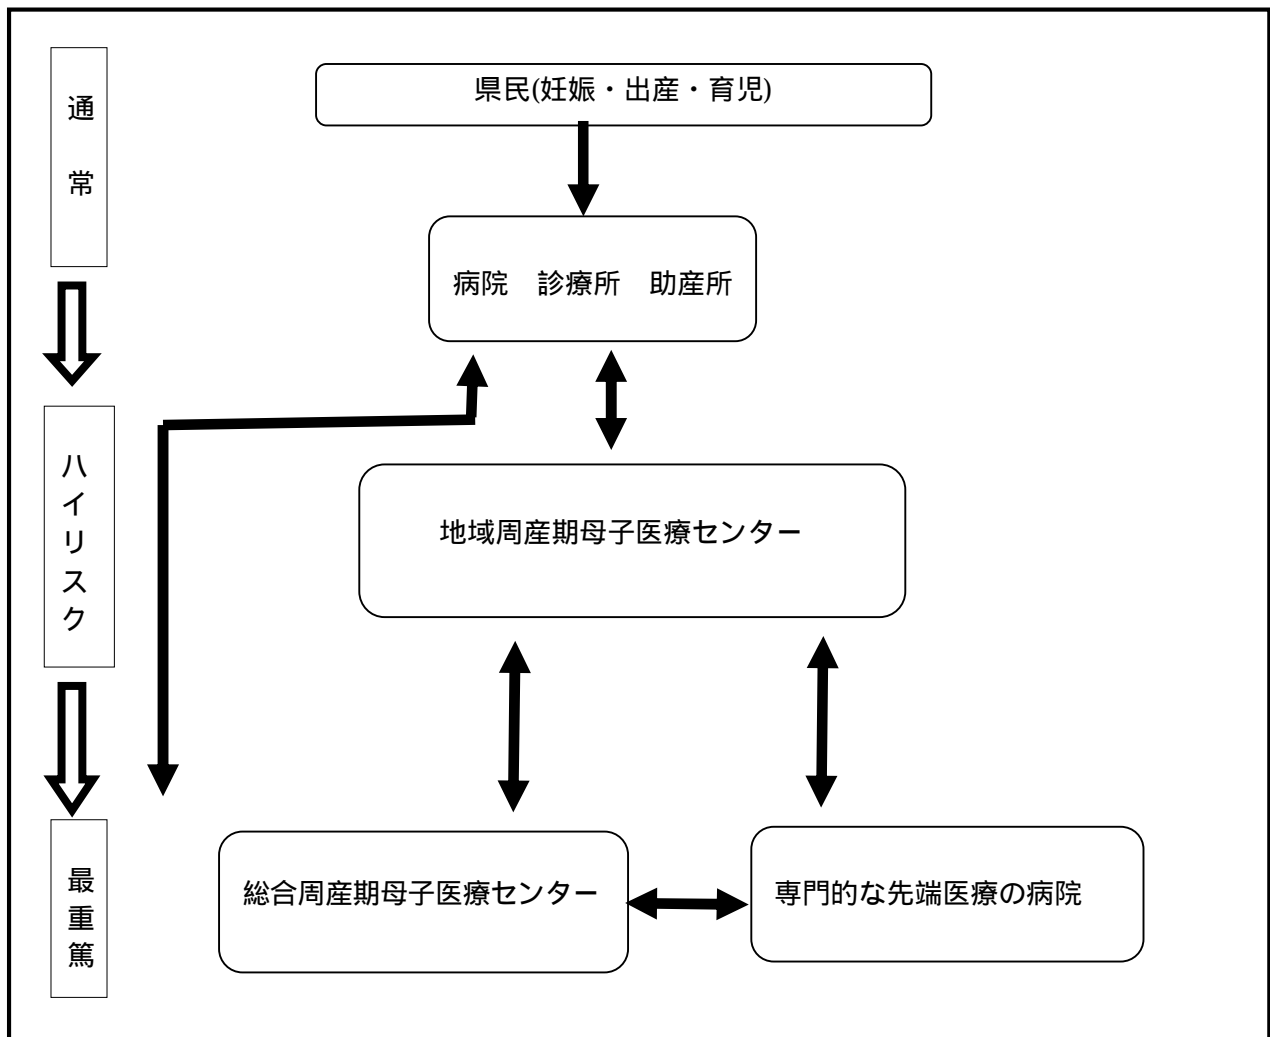 通常
県民(妊娠・出産・育児)
病院　診療所　助産所
ハイリスク
地域周産期母子医療センター
最重篤
総合周産期母子医療センター
専門的な先端医療の病院